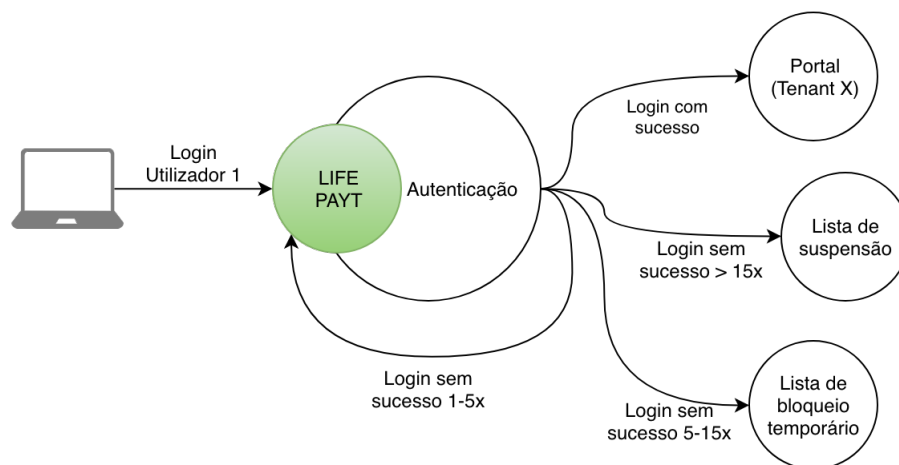 Login
Utilizador 1
LIFE
PAYT
Autenticação
Login com
sucesso
Portal
(Tenant X)
Login sem
sucesso > 15x
Lista de
suspensão
Login sem
sucesso 1-5x
Login sem
sucesso 5-15x
Lista de
bloqueio
temporário